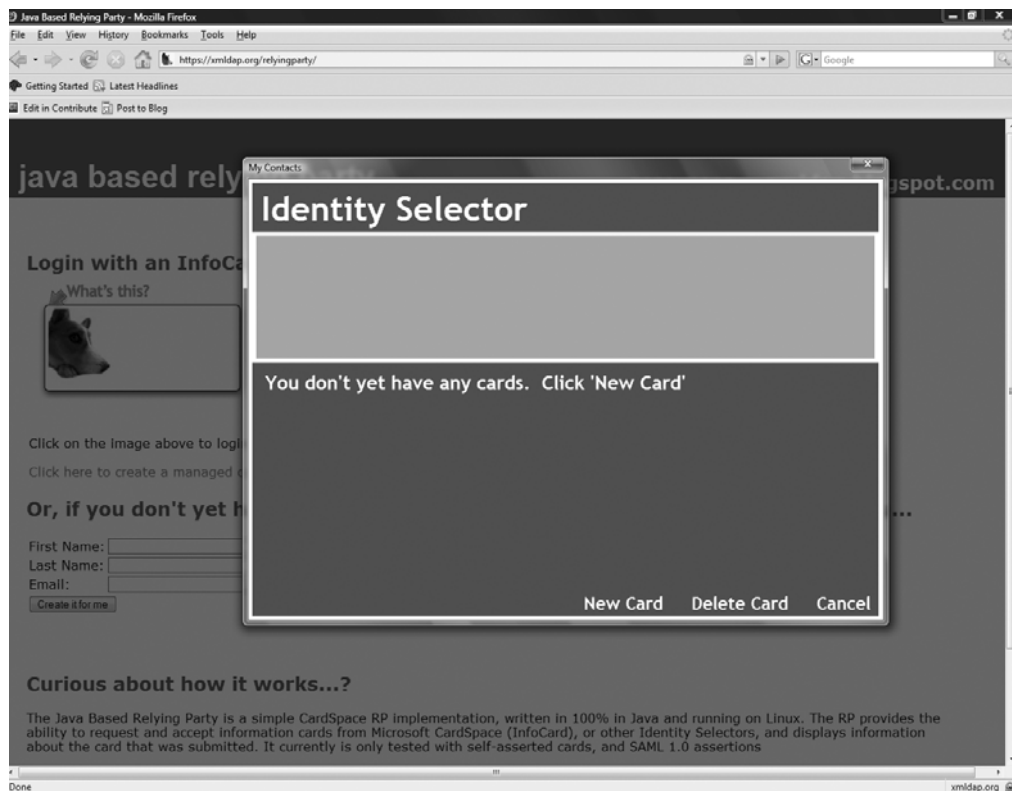 Java Based Relying Party - Mozilla Firefox
File Edit View History Bookmarks Tools Help
https://xmldap.org/relyingparty/
Google
Getting Started Latest Headlines
Edit in Contribute Post to Blog
java based rely
gspot.com
My Contacts
Identity Selector
You don't yet have any cards. Click 'New Card'
New Card Delete Card Cancel
Login with an InfoCa
What's this?
Click on the image above to logi
Click here to create a managed
Or, if you don't yet h
...
First Name:
Last Name:
Email:
Create it for me
Curious about how it works...?
The Java Based Relying Party is a simple CardSpace RP implementation, written in 100% in Java and running on Linux. The RP provides the
ability to request and accept information cards from Microsoft CardSpace (InfoCard), or other Identity Selectors, and displays information
about the card that was submitted. It currently is only tested with self-asserted cards, and SAML 1.0 assertions
Done
xmldap.org